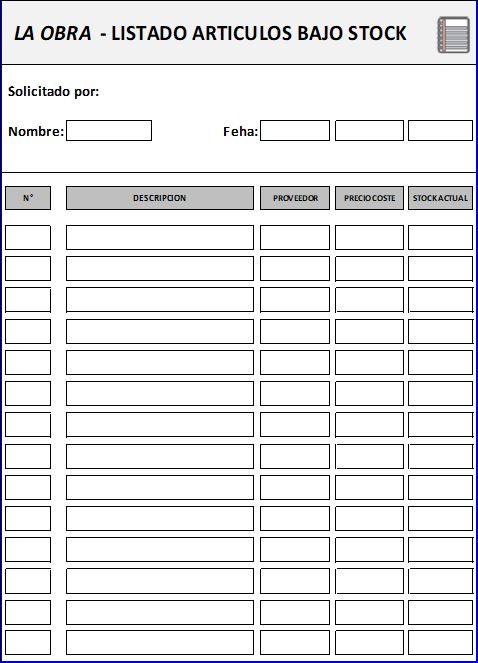 LA OBRA - LISTADO ARTICULOS BAJO STOCK
Solicitado por:
Nombre: Feha:
N° DESCRIPCION PROVEEDOR PRECIO COSTE STOCK ACTUAL